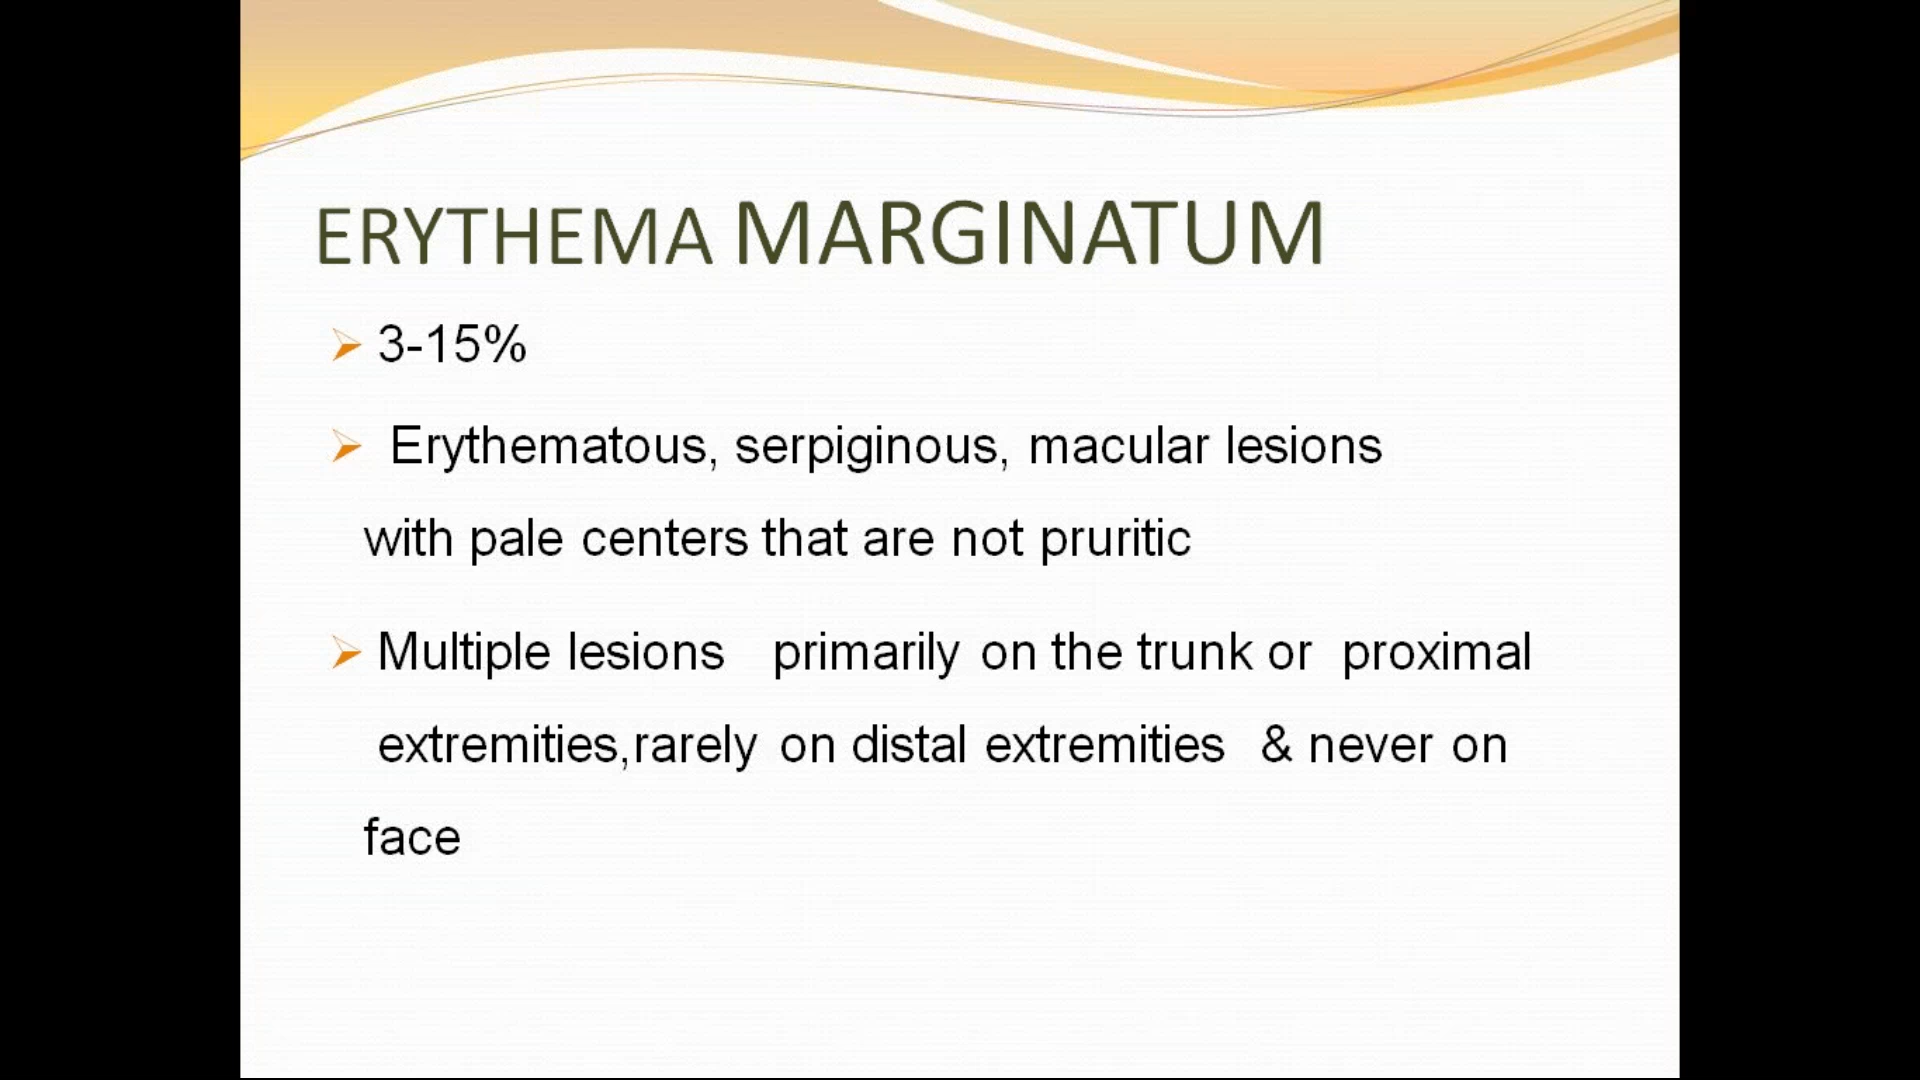 ERYTHEMA MARGINATUM
3-15%
Erythematous, serpiginous, macular lesions
with pale centers that are not pruritic
Multiple lesions primarily on the trunk or proximal
extremities,rarely on distal extremities & never on
face